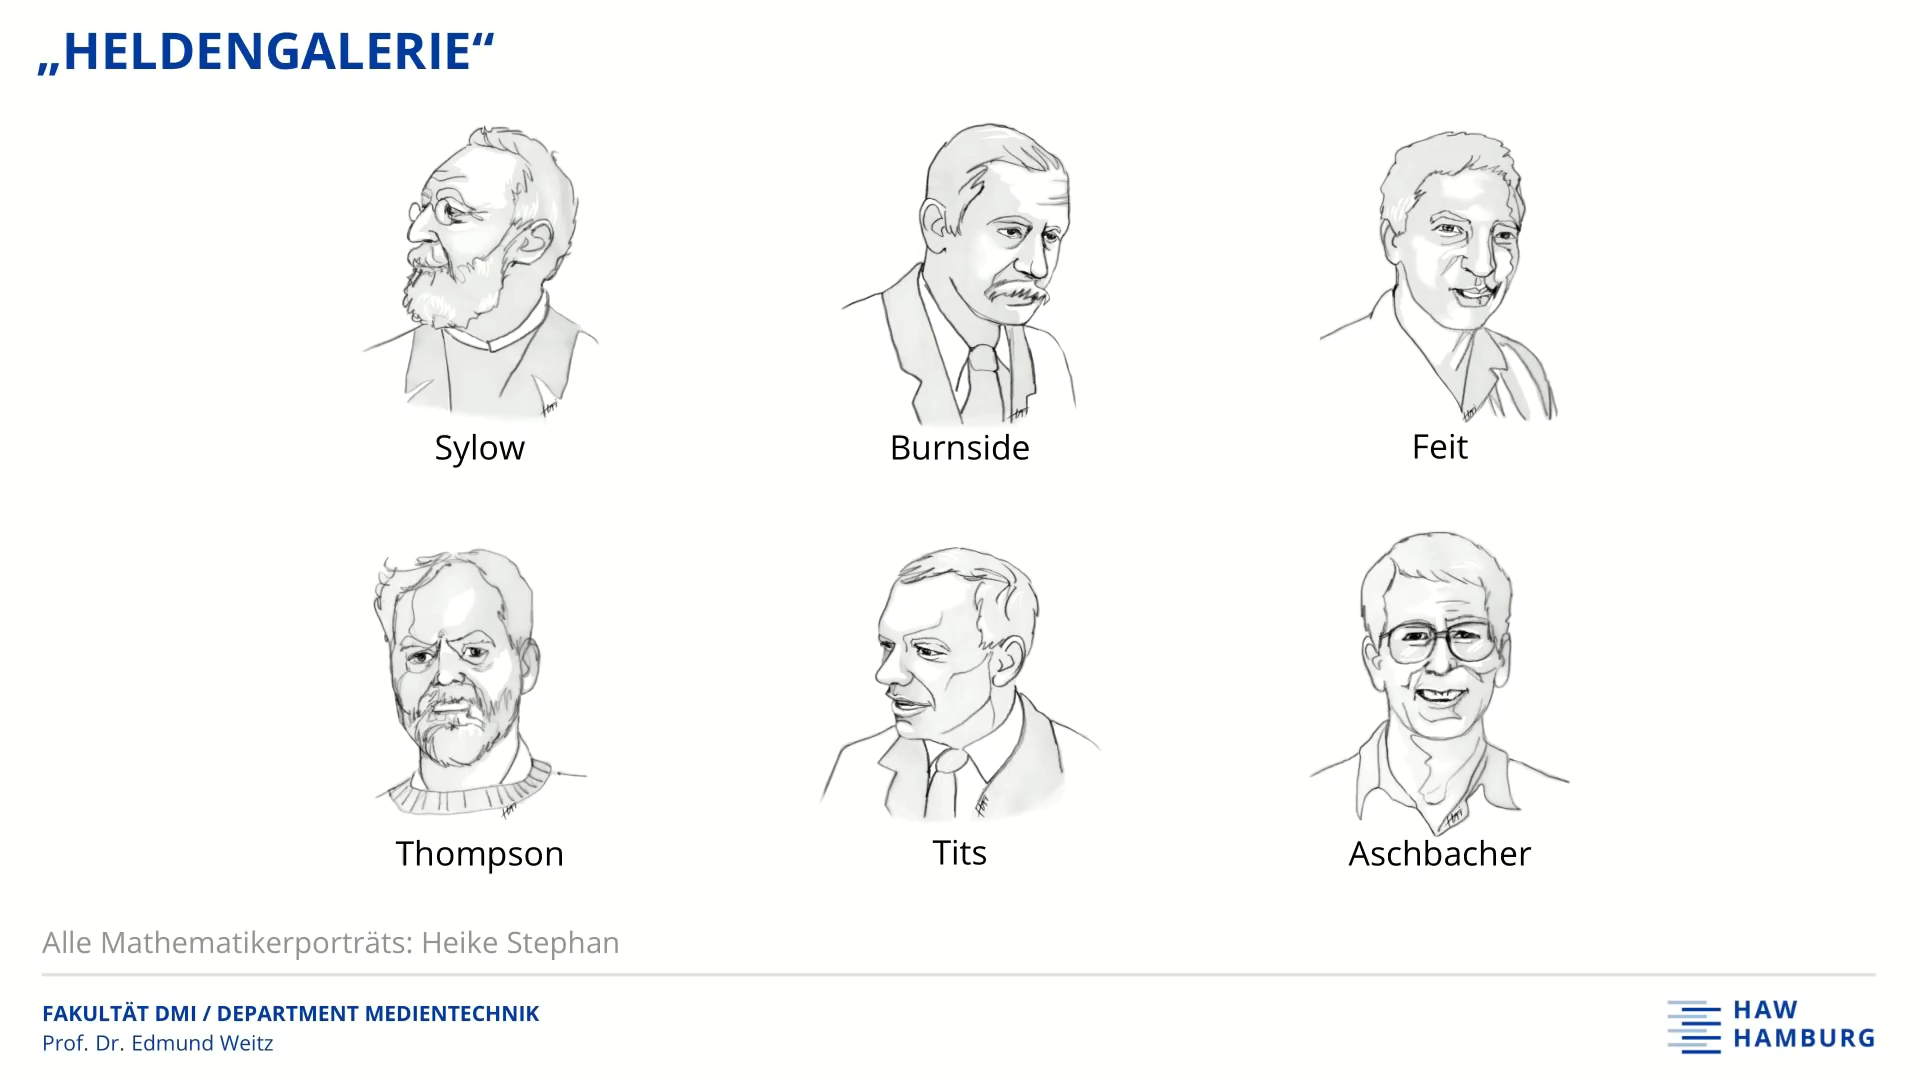 „HELDENGALERIE“
Sylow
Burnside
Feit
Thompson
Tits
Aschbacher
Alle Mathematikerporträts: Heike Stephan
FAKULTÄT DMI / DEPARTMENT MEDIENTECHNIK
Prof. Dr. Edmund Weitz
HAW
HAMBURG